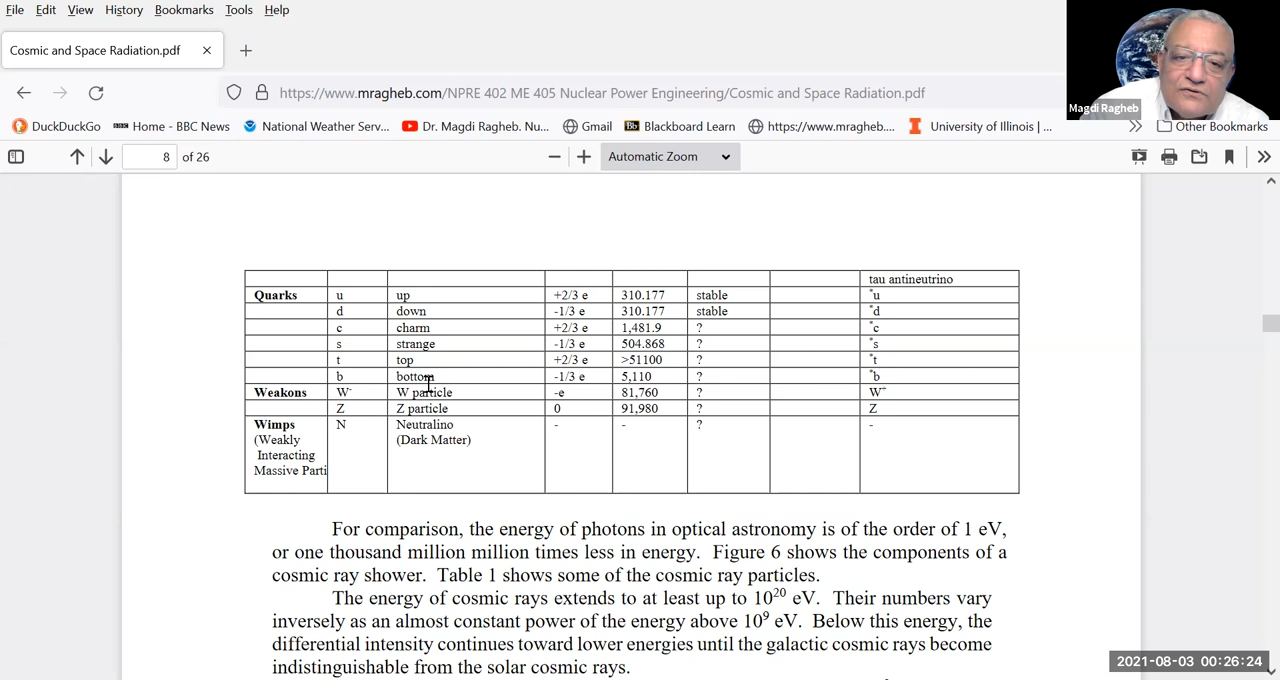 File Edit View History Bookmarks Tools Help
Cosmic and Space Radiation.pdf
https://www.mragheb.com/NPRE 402 ME 405 Nuclear Power Engineering/Cosmic and Space Radiation.pdf
Magdi Ragheb
DuckDuckGo BBC Home - BBC News National Weather Serv... Dr. Magdi Ragheb. Nu... Gmail Bb Blackboard Learn https://www.mragheb.... University of Illinois | ... Other Bookmarks
8 of 26 Automatic Zoom
tau antineutrino
Quarks u up +2/3 e 310.177 stable *u
d down -1/3 e 310.177 stable *d
c charm +2/3 e 1,481.9 ? *c
s strange -1/3 e 504.868 ? *s
t top +2/3 e >51100 ? *t
b bottom -1/3 e 5,110 ? *b
Weakons W- W particle -e 81,760 ? W+
Z Z particle 0 91,980 ? Z
Wimps N Neutralino - - ? -
(Weakly (Dark Matter)
Interacting
Massive Parti
For comparison, the energy of photons in optical astronomy is of the order of 1 eV,
or one thousand million million times less in energy. Figure 6 shows the components of a
cosmic ray shower. Table 1 shows some of the cosmic ray particles.
The energy of cosmic rays extends to at least up to 10²⁰ eV. Their numbers vary
inversely as an almost constant power of the energy above 10⁹ eV. Below this energy, the
differential intensity continues toward lower energies until the galactic cosmic rays become
indistinguishable from the solar cosmic rays.
2021-08-03 00:26:24